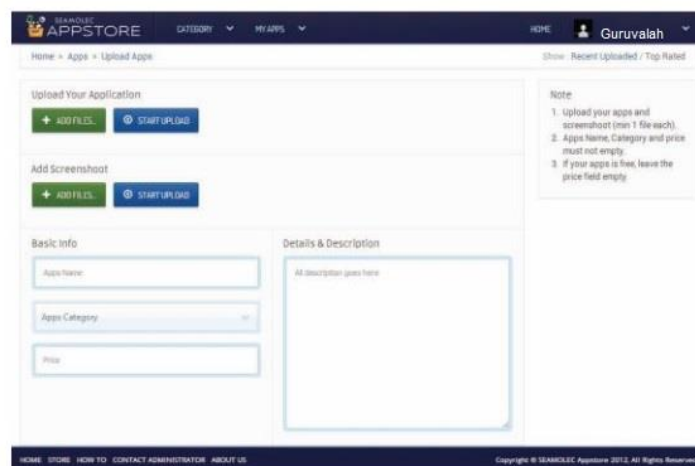 SEAMOLEC
APPSTORE
CATEGORY
MY APPS
HOME
Guruvalah
Home » Apps » Upload Apps
Show: Recent Uploaded / Top Rated
Upload Your Application
+ ADD FILES..
START UPLOAD
Add Screenshoot
+ ADD FILES..
START UPLOAD
Note
1. Upload your apps and
screenshoot (min 1 file each).
2. Apps Name, Category and price
must not empty.
3. If your apps is free, leave the
price field empty.
Basic Info
Apps Name
Apps Category
Price
Details & Description
All description goes here
HOME STORE HOW TO CONTACT ADMINISTRATOR ABOUT US
Copyright © SEAMOLEC Appstore 2012. All Rights Reserved